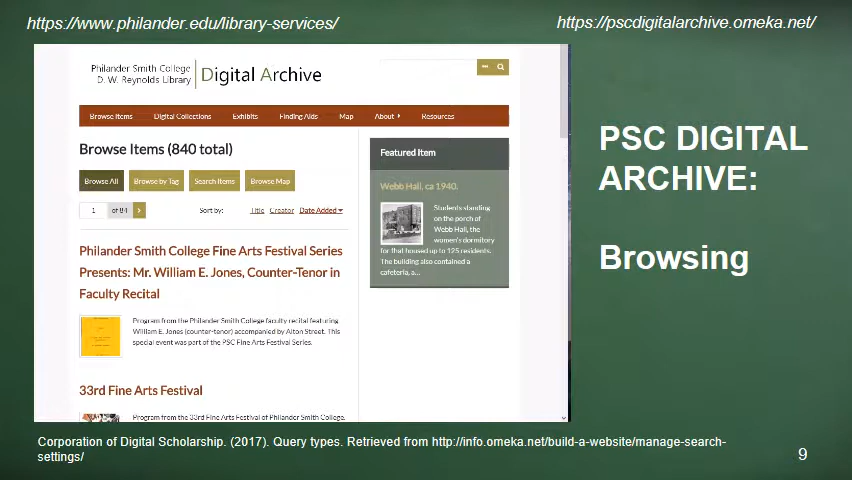 https://www.philander.edu/library-services/
https://pscdigitalarchive.omeka.net/
Philander Smith College
D. W. Reynolds Library
Digital Archive
Browse Items
Digital Collections
Exhibits
Finding Aids
Map
About
Resources
Browse Items (840 total)
Browse All
Browse by Tag
Search Items
Browse Map
1
of 84
Sort by:
Title
Creator
Date Added
Philander Smith College Fine Arts Festival Series
Presents: Mr. William E. Jones, Counter-Tenor in
Faculty Recital
Program from the Philander Smith College faculty recital featuring
William E. Jones (counter-tenor) accompanied by Alton Street. This
special event was part of the PSC Fine Arts Festival Series.
33rd Fine Arts Festival
Program from the 33rd Fine Arts Festival of Philander Smith College.
Featured Item
Webb Hall, ca 1940.
Students standing
on the porch of
Webb Hall, the
women's dormitory
for that housed up to 125 residents.
The building also contained a
cafeteria, a...
PSC DIGITAL
ARCHIVE:
Browsing
Corporation of Digital Scholarship. (2017). Query types. Retrieved from http://info.omeka.net/build-a-website/manage-search-
settings/
9